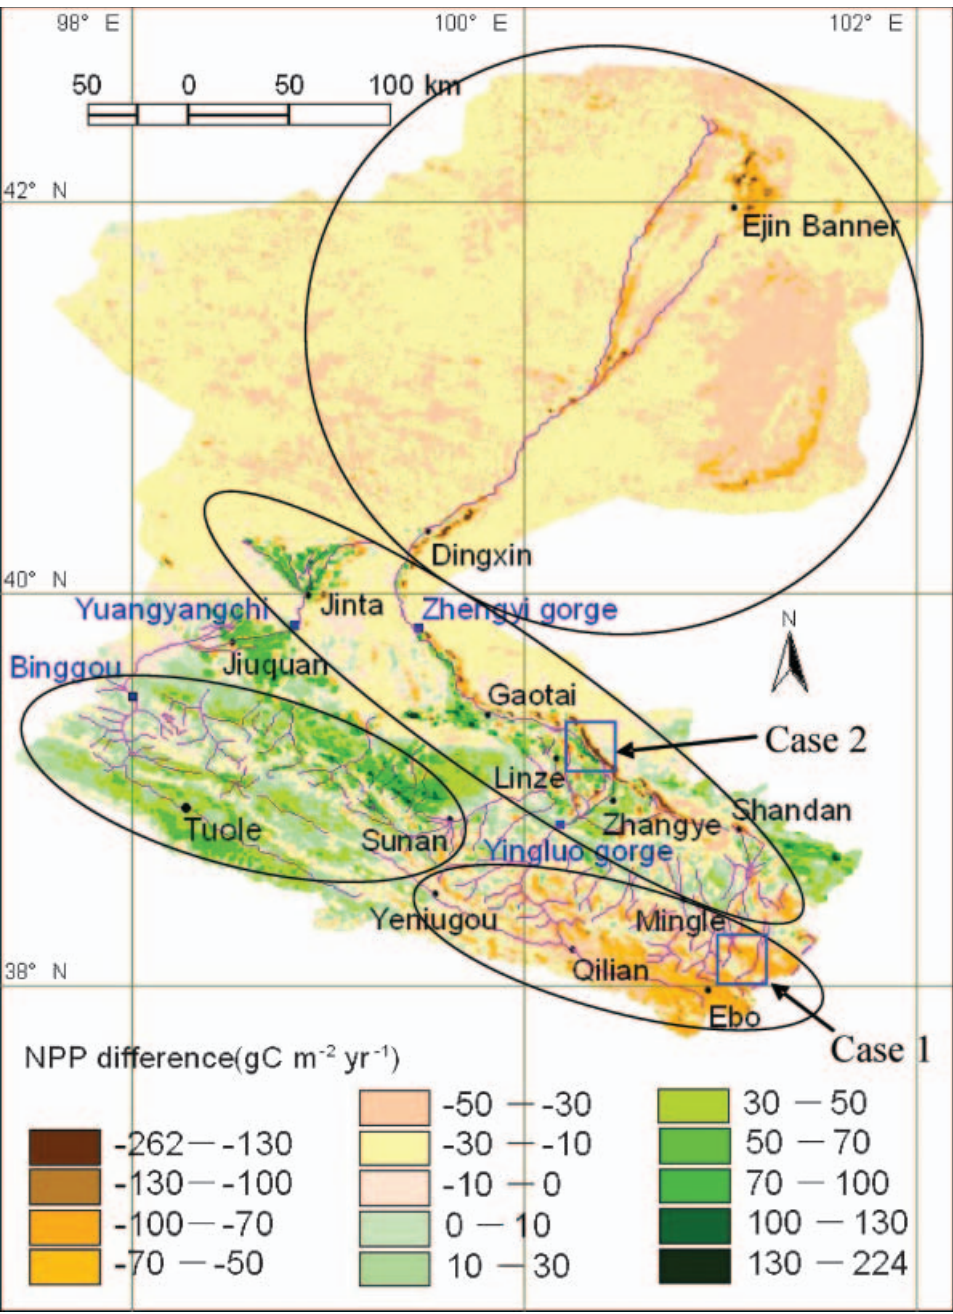 98° E 100° E 102° E
50 0 50 100 km
42° N
Ejin Banner
Dingxin
40° N
Jinta
Yuangyangchi
Zhengyi gorge
N
Jiuquan
Binggou
Gaotai
Case 2
Linze
Shandan
Zhangye
Tuole
Sunan
Yingluo gorge
Yeniugou
Mingle
38° N
Qilian
Ebo
Case 1
NPP difference(gC m⁻² yr⁻¹)
-262 — -130
-130 — -100
-100 — -70
-70 — -50
-50 — -30
-30 — -10
-10 — 0
0 — 10
10 — 30
30 — 50
50 — 70
70 — 100
100 — 130
130 — 224